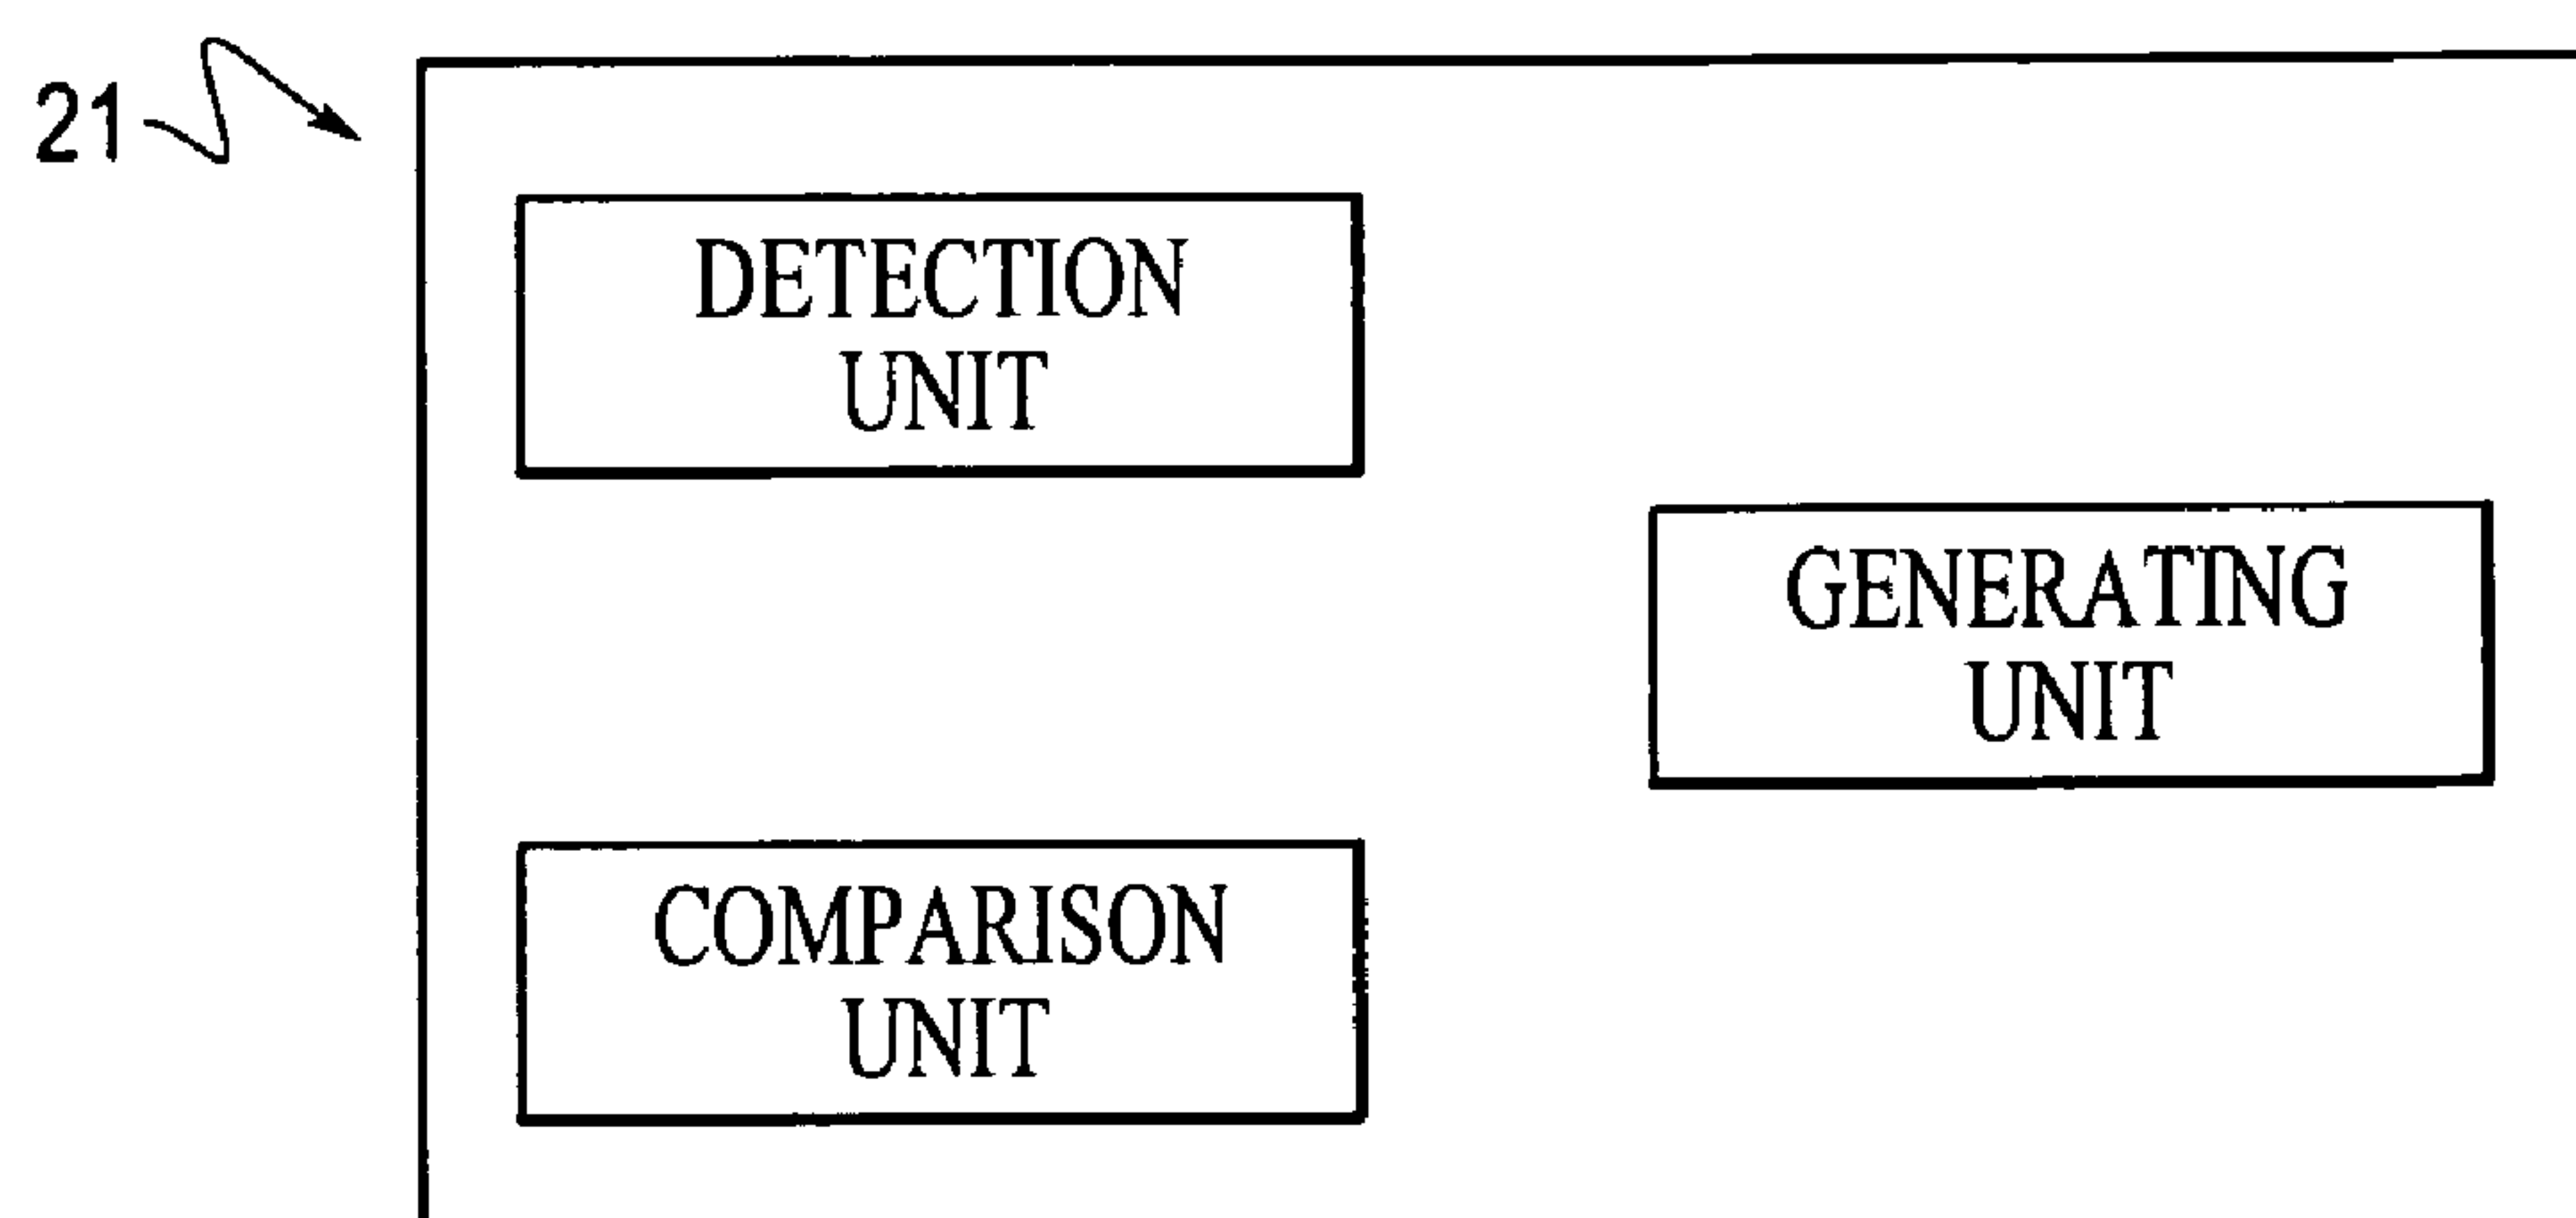 21
DETECTION
UNIT
GENERATING
UNIT
COMPARISON
UNIT